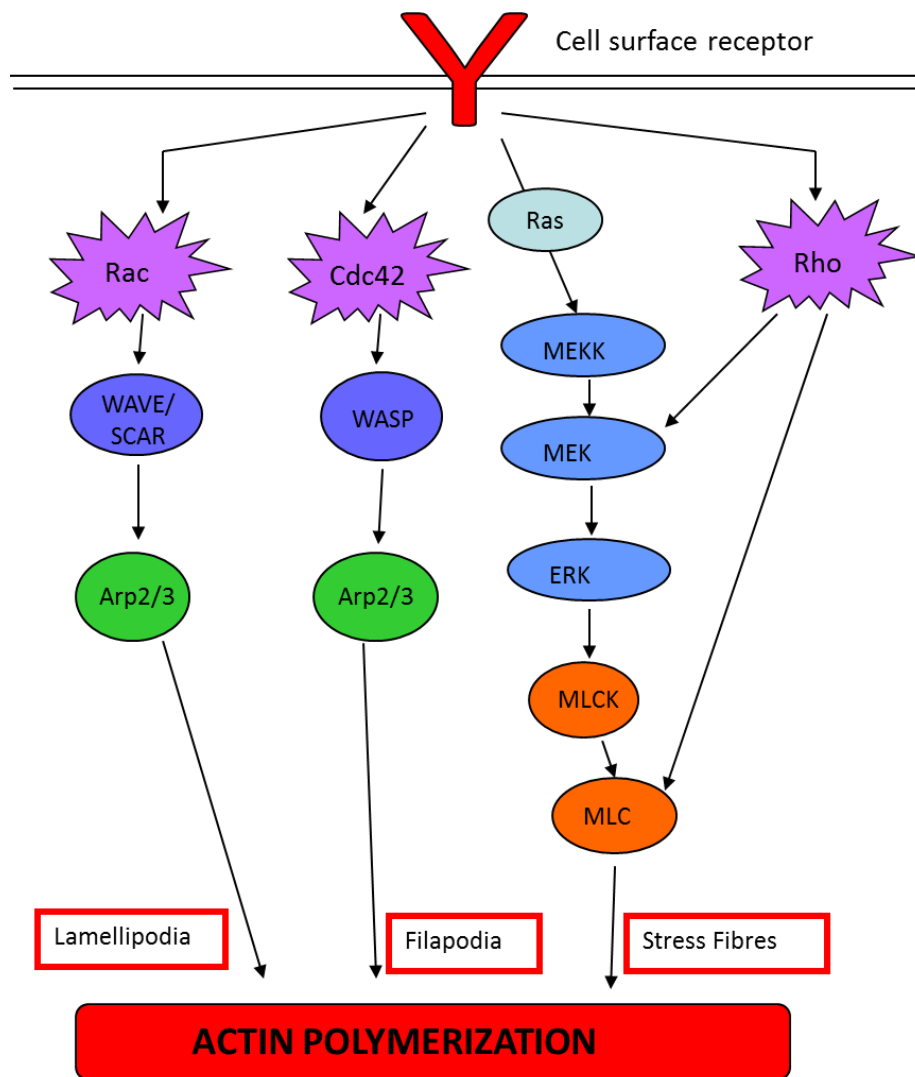 Cell surface receptor
Ras
Rac
Cdc42
Rho
MEKK
WAVE/
SCAR
WASP
MEK
ERK
Arp2/3
Arp2/3
MLCK
MLC
Lamellipodia
Filapodia
Stress Fibres
ACTIN POLYMERIZATION